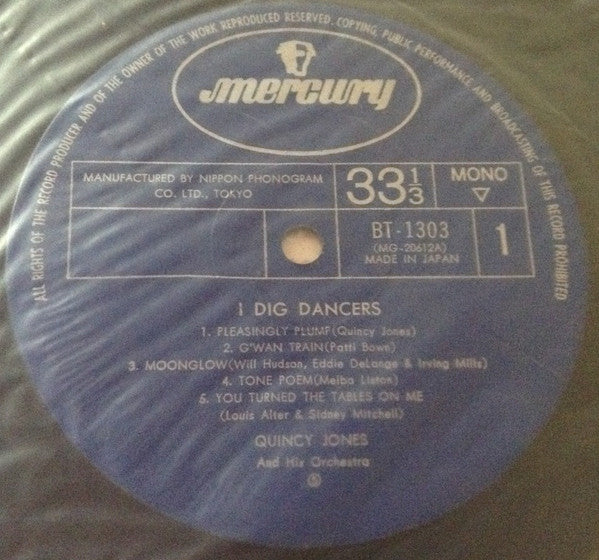 ALL RIGHTS OF THE RECORD PRODUCER AND OF THE OWNER OF THE WORK REPRODUCED RESERVED. COPYING, PUBLIC PERFORMANCE AND BROADCASTING OF THIS RECORD PROHIBITED
mercury
MANUFACTURED BY NIPPON PHONOGRAM
CO. LTD., TOKYO
33 1/3
MONO
▽
BT-1303
(MG-20612A)
MADE IN JAPAN
1
I DIG DANCERS
1. PLEASINGLY PLUMP(Quincy Jones)
2. G'WAN TRAIN(Patti Bown)
3. MOONGLOW(Will Hudson, Eddie DeLange & Irving Mills)
4. TONE POEM(Melba Liston)
5. YOU TURNED THE TABLES ON ME
(Louis Alter & Sidney Mitchell)
QUINCY JONES
And His Orchestra